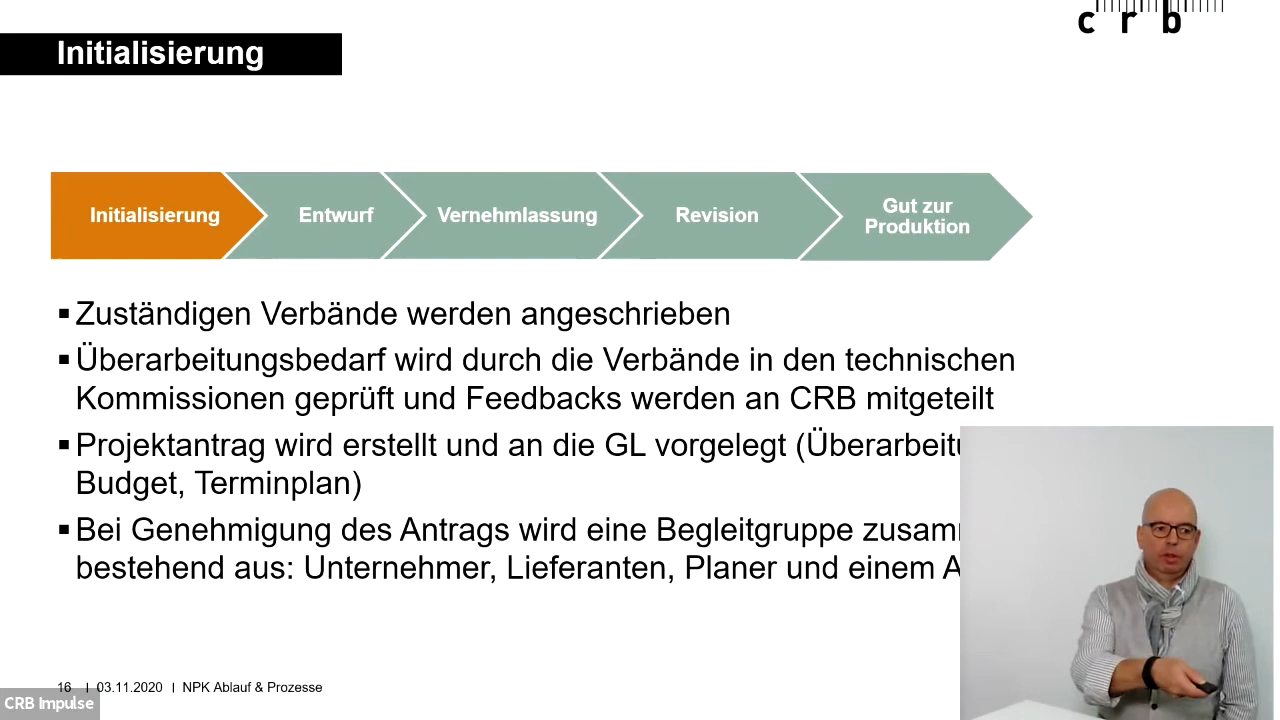 crb
Initialisierung
Initialisierung
Entwurf
Vernehmlassung
Revision
Gut zur
Produktion
Zuständigen Verbände werden angeschrieben
Überarbeitungsbedarf wird durch die Verbände in den technischen
Kommissionen geprüft und Feedbacks werden an CRB mitgeteilt
Projektantrag wird erstellt und an die GL vorgelegt
Budget, Terminplan)
Bei Genehmigung des Antrags wird eine Begleitgruppe
bestehend aus: Unternehmer, Lieferanten, Planer und einem
16 | 03.11.2020 | NPK Ablauf & Prozesse
CRB Impulse